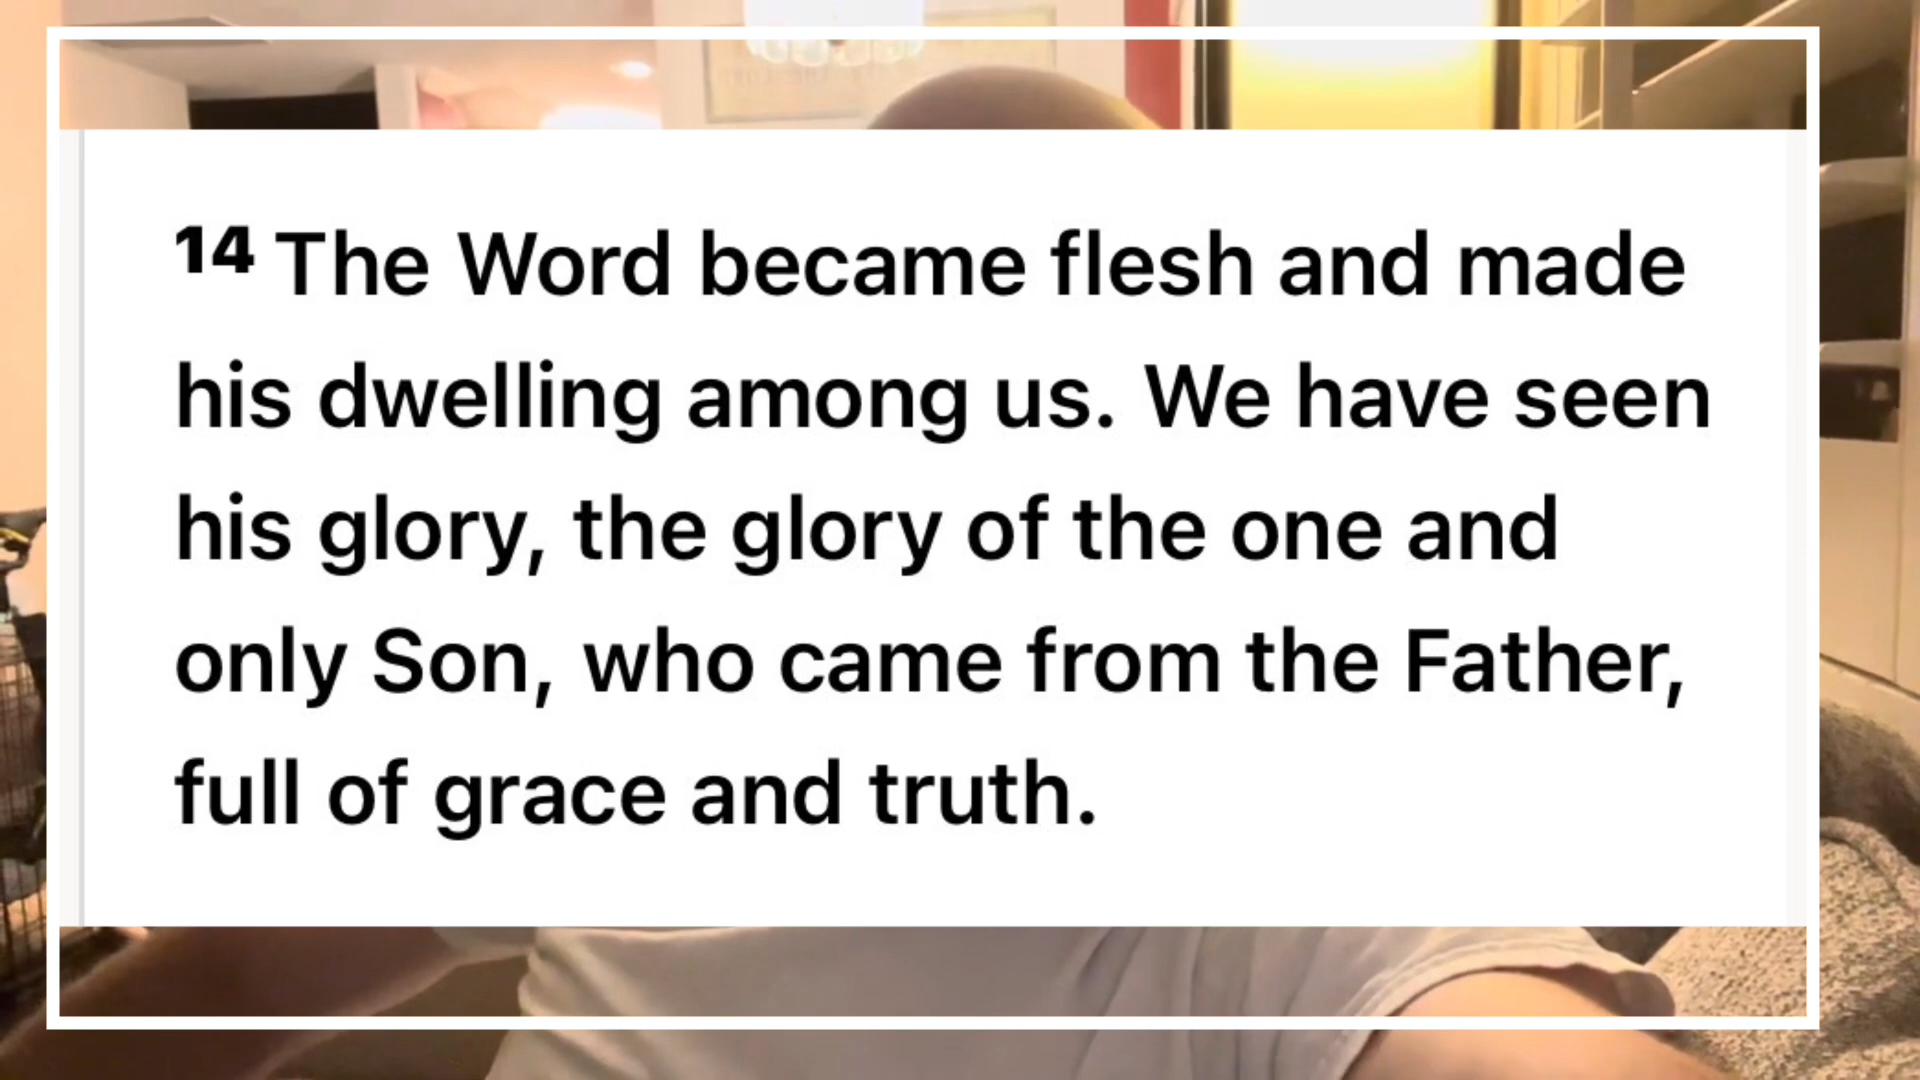 14 The Word became flesh and made
his dwelling among us. We have seen
his glory, the glory of the one and
only Son, who came from the Father,
full of grace and truth.